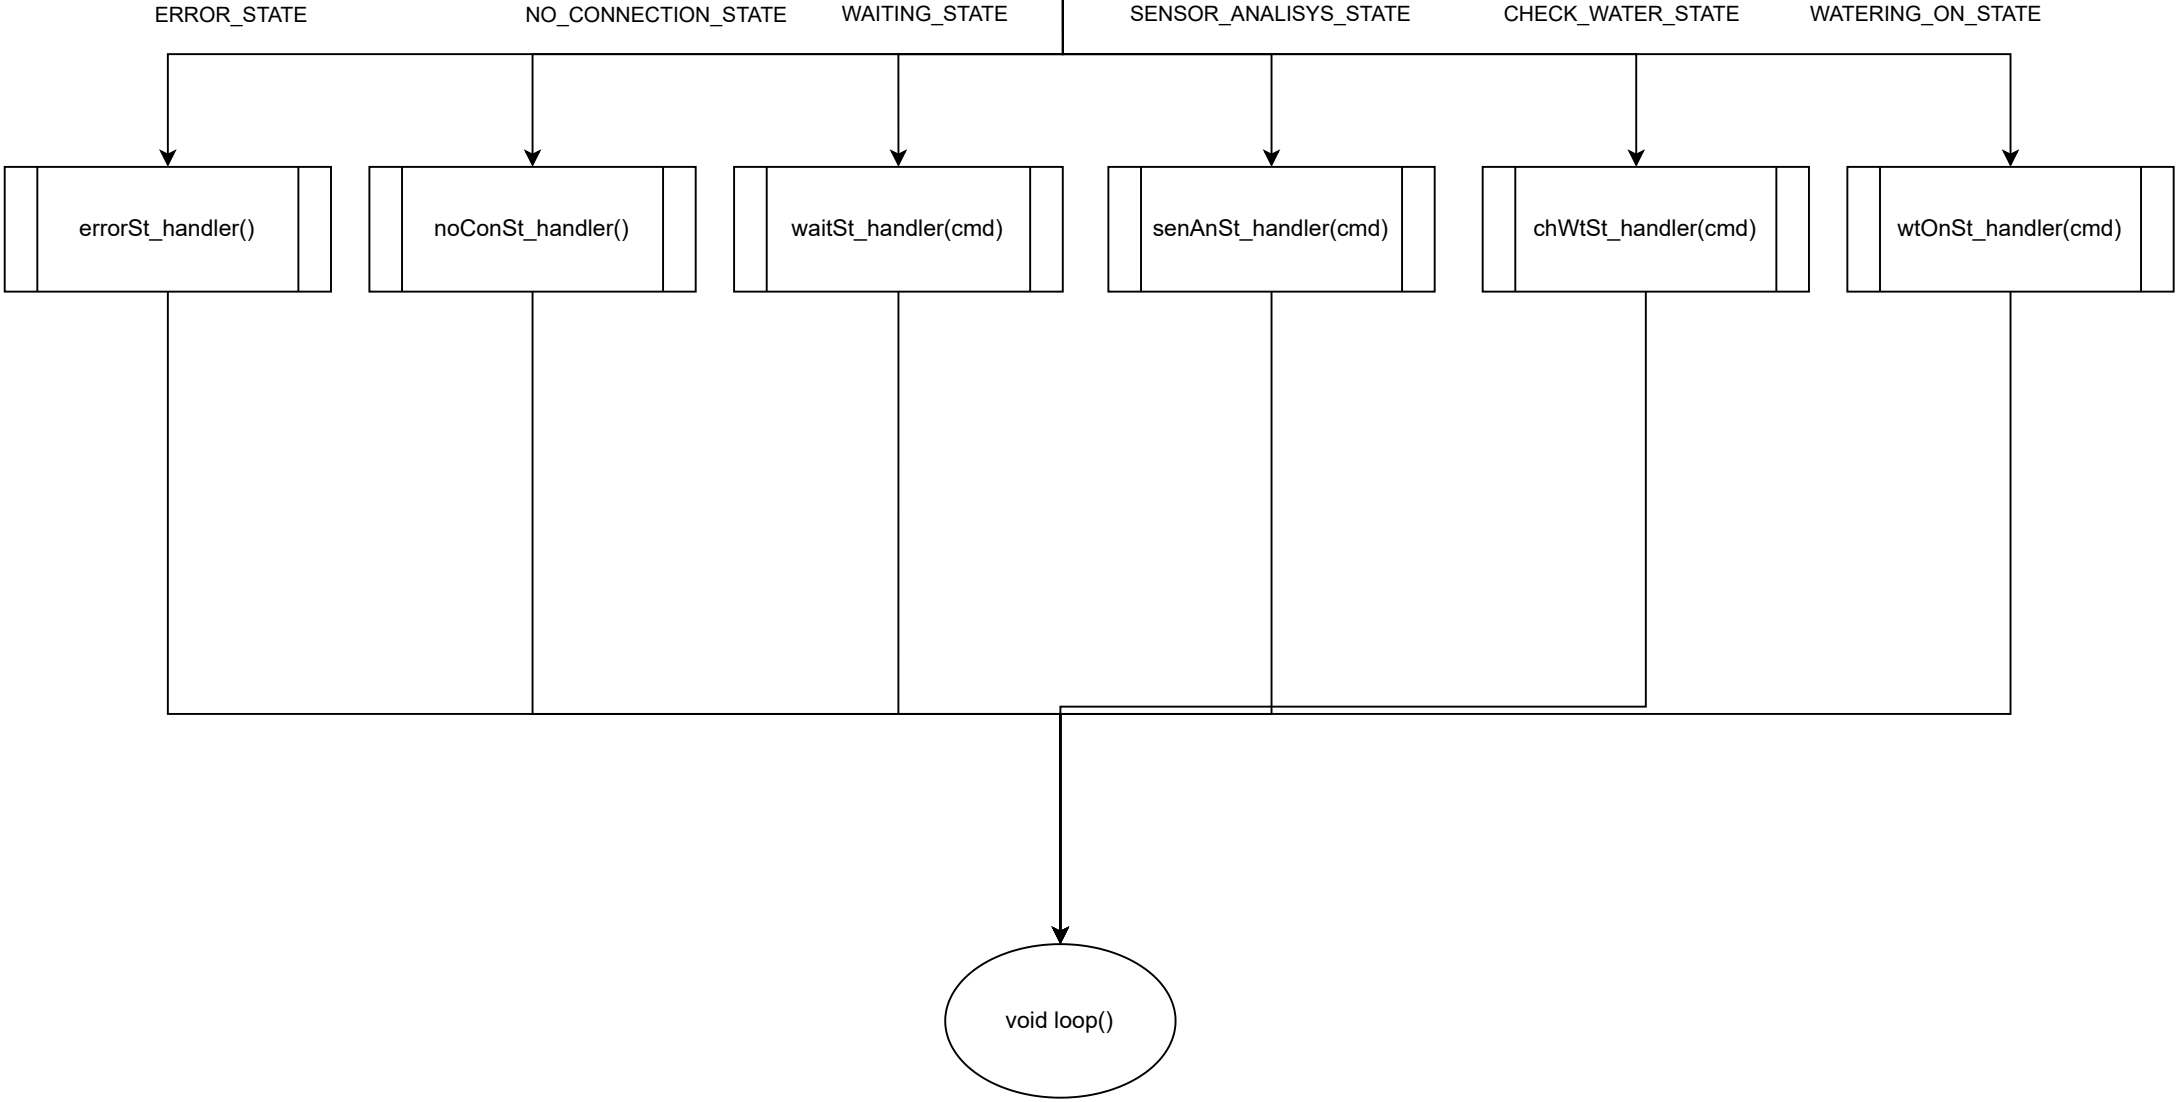 ERROR_STATE
NO_CONNECTION_STATE
WAITING_STATE
SENSOR_ANALISYS_STATE
CHECK_WATER_STATE
WATERING_ON_STATE
errorSt_handler()
noConSt_handler()
waitSt_handler(cmd)
senAnSt_handler(cmd)
chWtSt_handler(cmd)
wtOnSt_handler(cmd)
void loop()